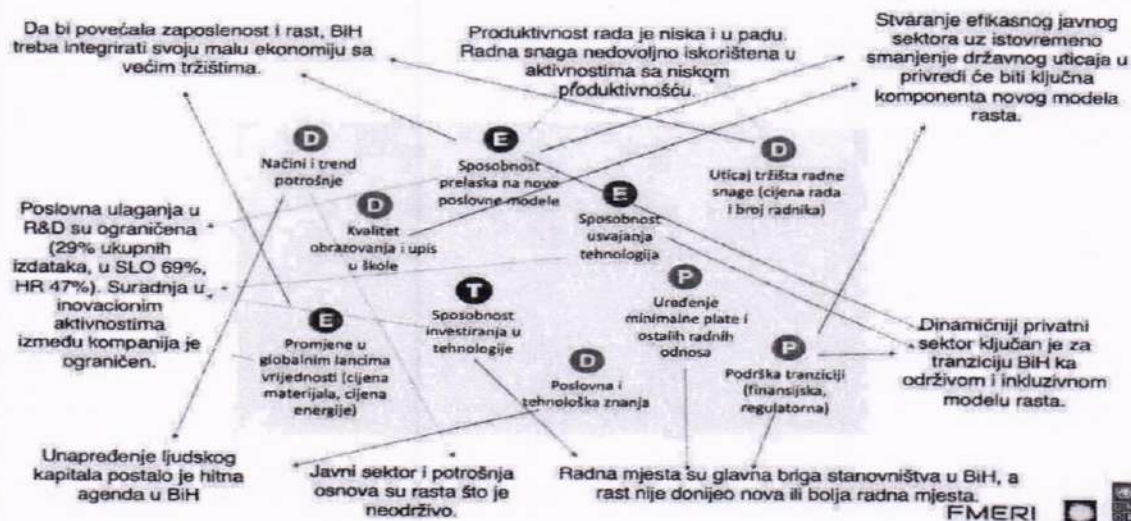 Da bi povećala zaposlenost i rast, BiH
treba integrirati svoju malu ekonomiju sa
većim tržištima.
Produktivnost rada je niska i u padu.
Radna snaga nedovoljno iskorištena u
aktivnostima sa niskom
produktivnošću.
Stvaranje efikasnog javnog
sektora uz istovremeno
smanjenje državnog uticaja u
privredi će biti ključna
komponenta novog modela
rasta.
D
Načini i trend
potrošnje
E
Sposobnost
prelaska na nove
poslovne modele
D
Uticaj tržišta radne
snage (cijena rada
i broj radnika)
D
Kvalitet
obrazovanja i upis
u škole
E
Sposobnost
usvajanja
tehnologija
Poslovna ulaganja u
R&D su ograničena
(29% ukupnih
izdataka, u SLO 69%,
HR 47%). Suradnja u
inovacionim
aktivnostima
između kompanija je
ograničen.
T
Sposobnost
investiranja u
tehnologije
P
Uređenje
minimalne plate i
ostalih radnih
odnosa
E
Promjene u
globalnim lancima
vrijednosti (cijena
materijala, cijena
energije)
D
Poslovna i
tehnološka znanja
P
Podrška tranziciji
(finansijska,
regulatorna)
Dinamičniji privatni
sektor ključan je za
tranziciju BiH ka
održivom i inkluzivnom
modelu rasta.
Unapređenje ljudskog
kapitala postalo je hitna
agenda u BiH
Javni sektor i potrošnja
osnova su rasta što je
neodrživo.
Radna mjesta su glavna briga stanovništva u BiH, a
rast nije donijeo nova ili bolja radna mjesta.
FMERI